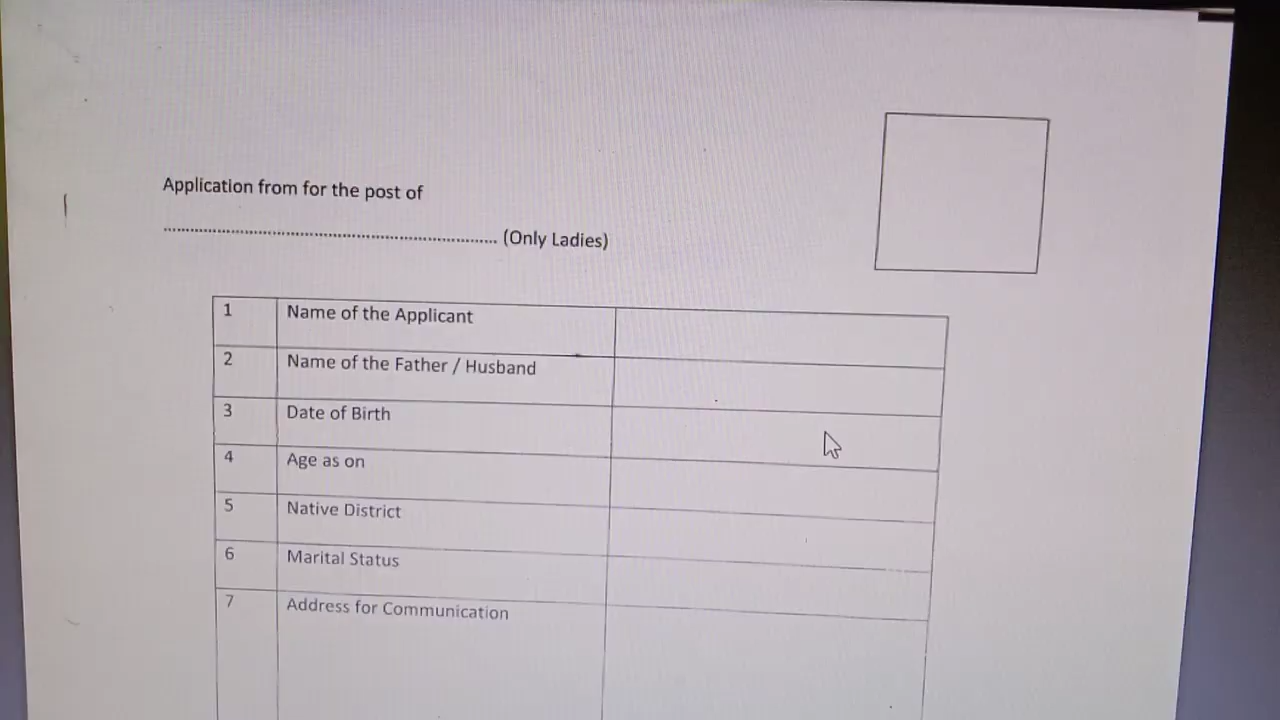 Application from for the post of
............................................................... (Only Ladies)
1 Name of the Applicant
2 Name of the Father / Husband
3 Date of Birth
4 Age as on
5 Native District
6 Marital Status
7 Address for Communication